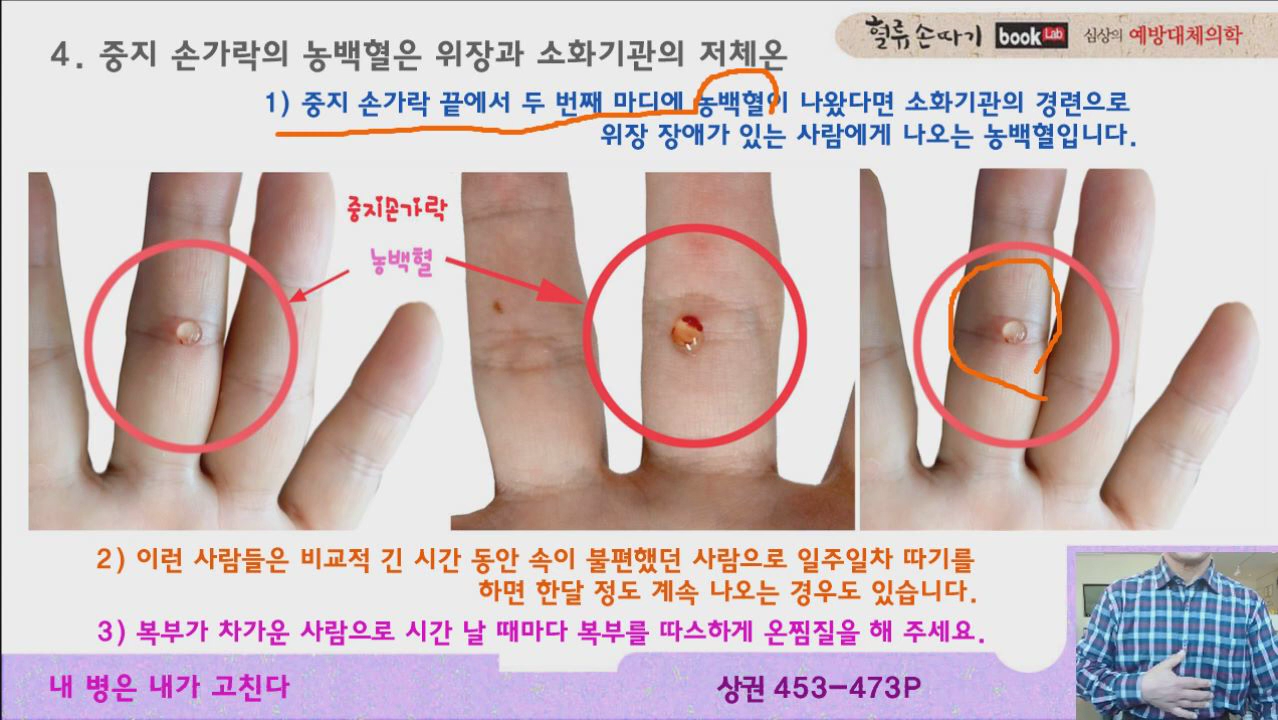 혈류 손따기 book Lab 심상의 예방대체의학
4. 중지 손가락의 농백혈은 위장과 소화기관의 저체온
1) 중지 손가락 끝에서 두 번째 마디에 농백혈이 나왔다면 소화기관의 경련으로
위장 장애가 있는 사람에게 나오는 농백혈입니다.
중지손가락
농백혈
2) 이런 사람들은 비교적 긴 시간 동안 속이 불편했던 사람으로 일주일차 따기를
하면 한달 정도 계속 나오는 경우도 있습니다.
3) 복부가 차가운 사람으로 시간 날 때마다 복부를 따스하게 온찜질을 해 주세요.
내 병은 내가 고친다
상권 453-473P